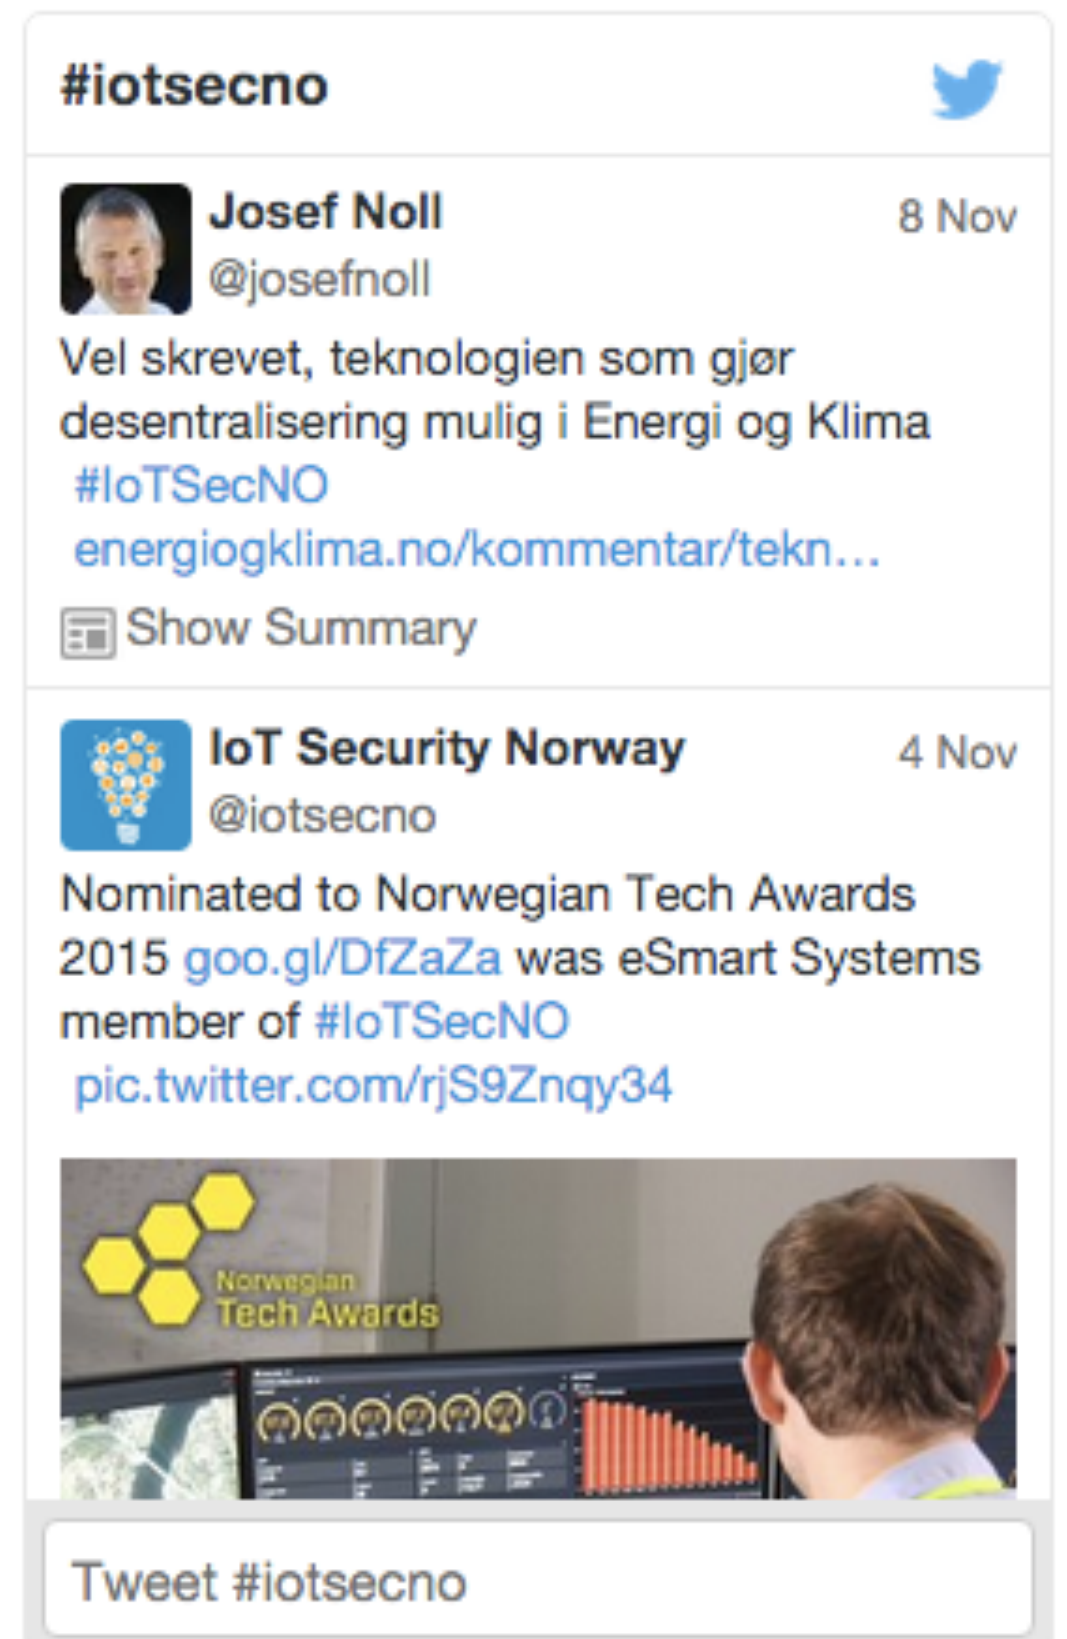 #iotsecno
Josef Noll
8 Nov
@josefnoll
Vel skrevet, teknologien som gjør
desentralisering mulig i Energi og Klima
#IoTSecNO
energiogklima.no/kommentar/tekn…
Show Summary
IoT Security Norway
4 Nov
@iotsecno
Nominated to Norwegian Tech Awards
2015 goo.gl/DfZaZa was eSmart Systems
member of #IoTSecNO
pic.twitter.com/rjS9Znqy34
Norwegian
Tech Awards
Tweet #iotsecno